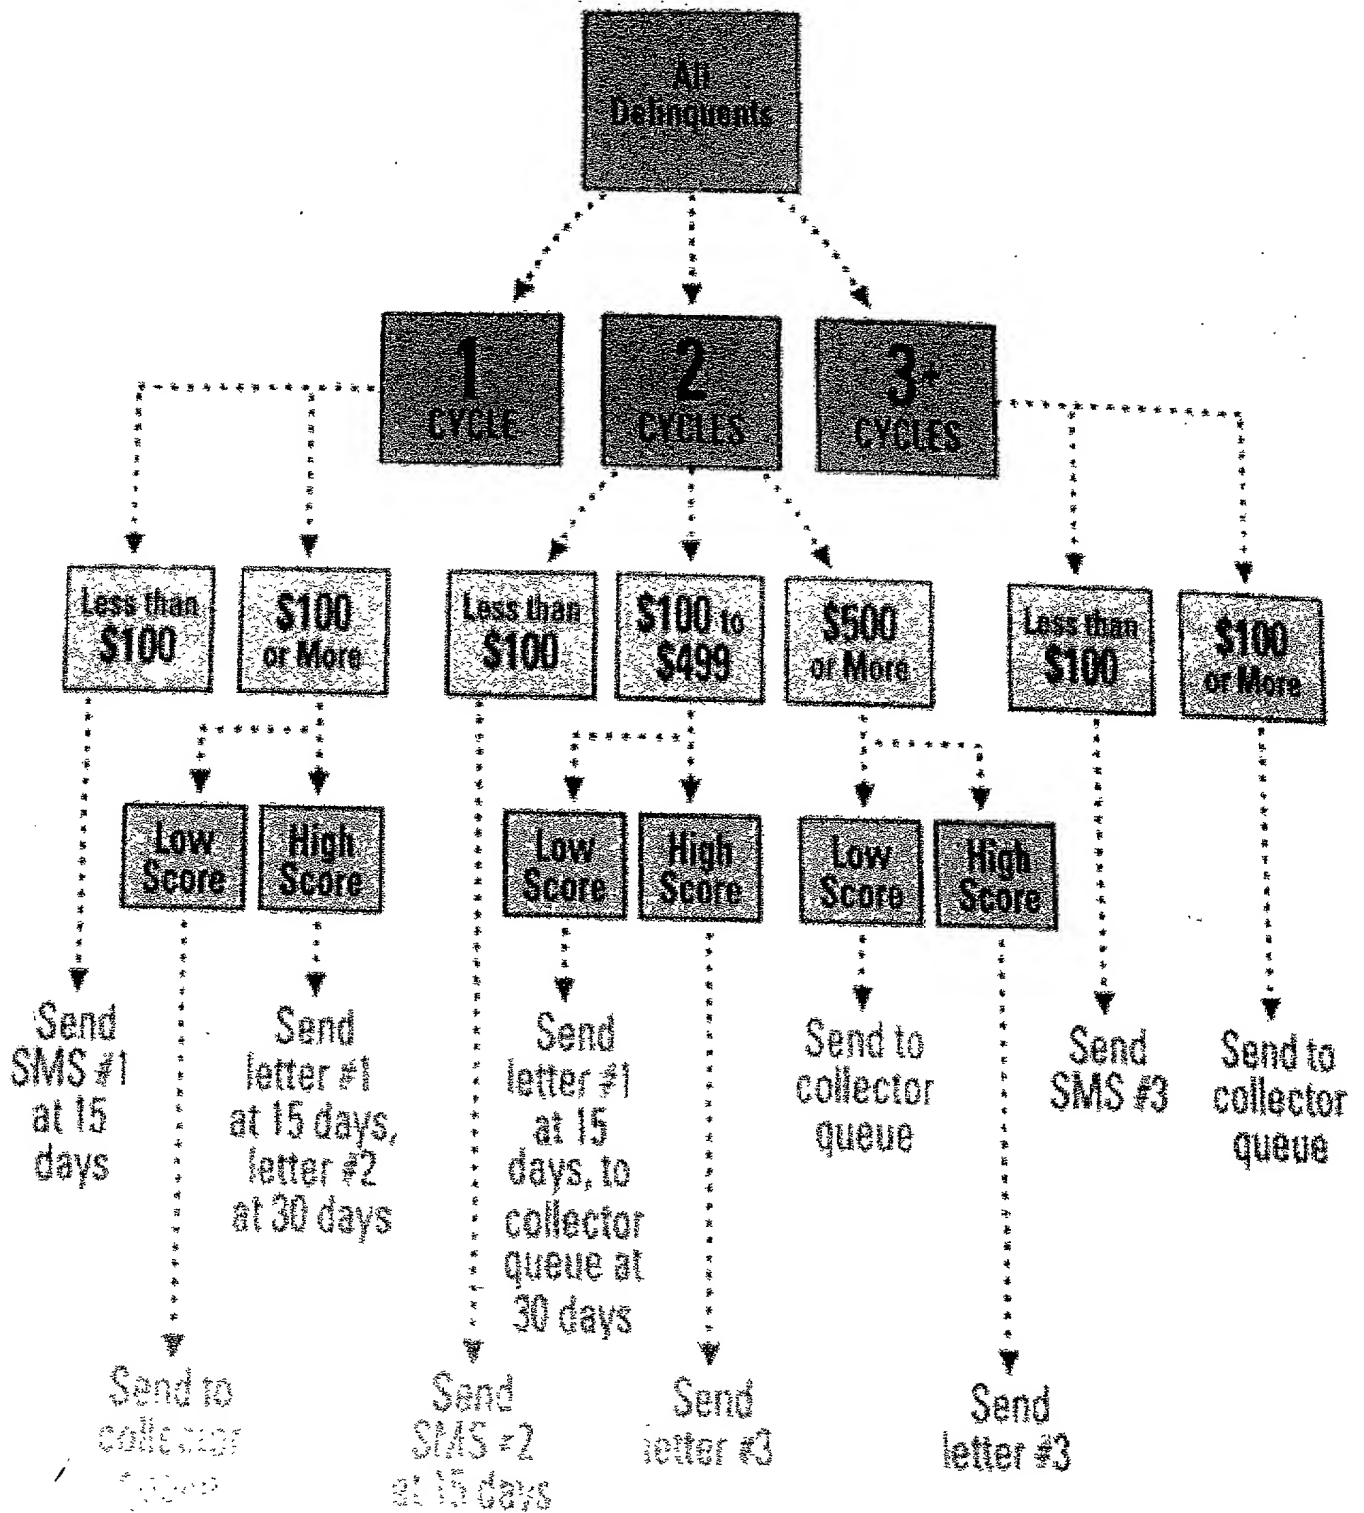 All
Delinquents
1
CYCLE
2
CYCLES
3+
CYCLES
Less than
$100
$100
or More
Less than
$100
$100 to
$499
$500
or More
Less than
$100
$100
or More
Low
Score
High
Score
Low
Score
High
Score
Low
Score
High
Score
Send
SMS #1
at 15
days
Send
letter #1
at 15 days,
letter #2
at 30 days
Send
letter #1
at 15
days, to
collector
queue at
30 days
Send to
collector
queue
Send
SMS #3
Send to
collector
queue
Send to
collector
Send
SMS #2
at 15 days
Send
letter #3
Send
letter #3